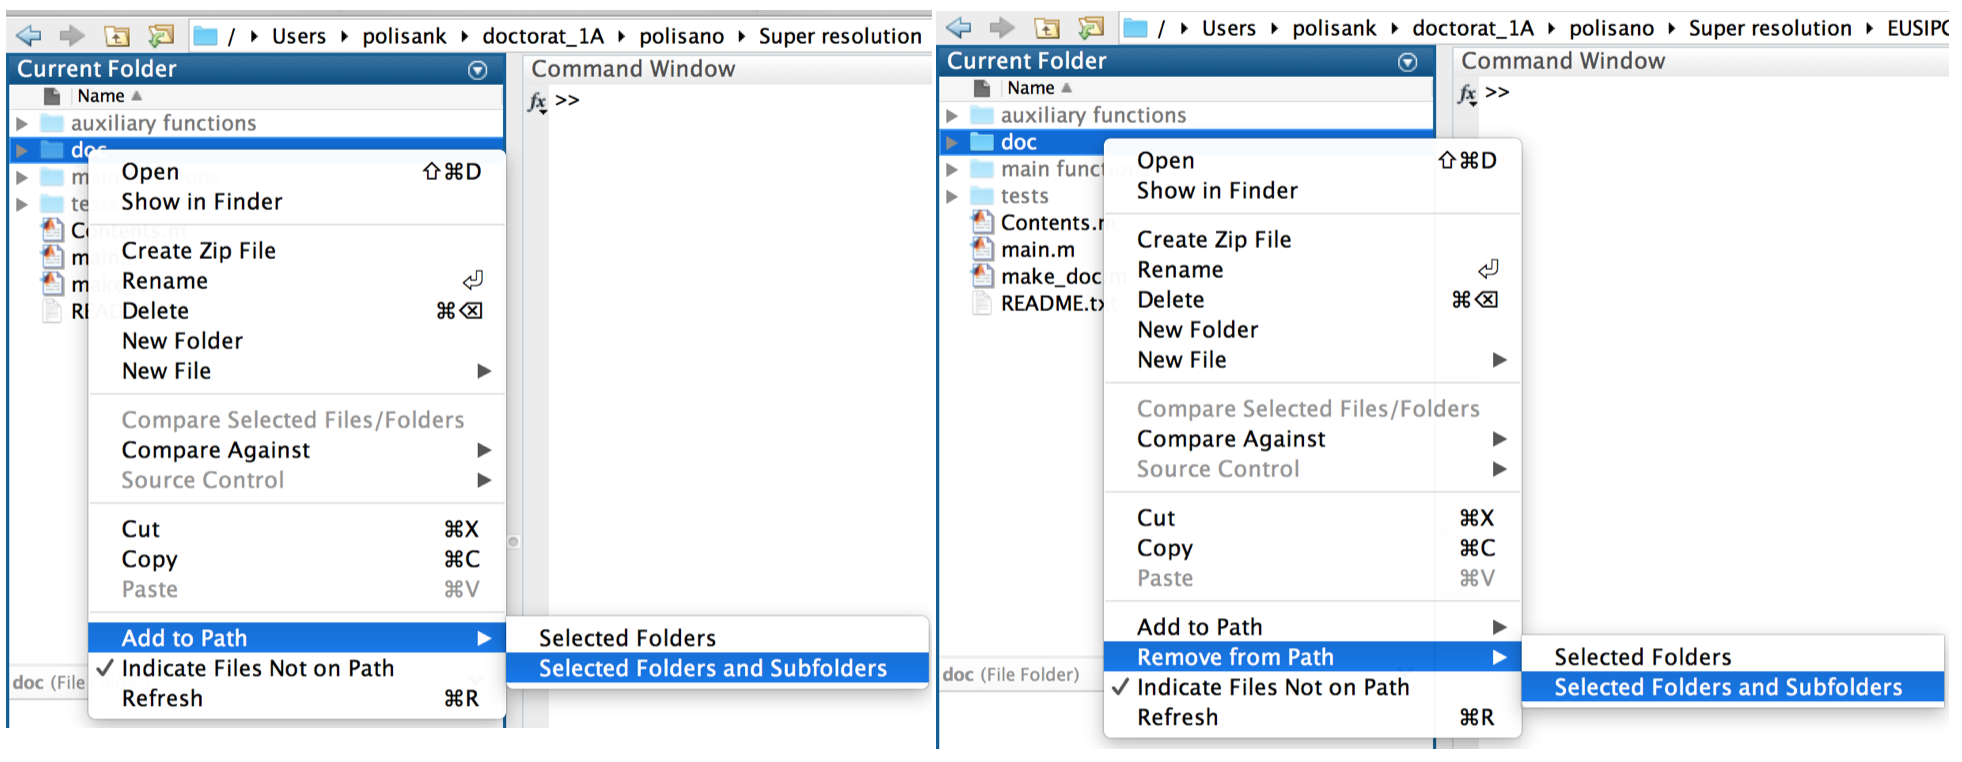 / ▸ Users ▸ polisank ▸ doctorat_1A ▸ polisano ▸ Super resolution
Current Folder
Name
auxiliary functions
doc
Contents.m
Open ⇧⌘D
Show in Finder
Create Zip File
Rename
Delete ⌘⌫
New Folder
New File
Compare Selected Files/Folders
Compare Against
Source Control
Cut ⌘X
Copy ⌘C
Paste ⌘V
Add to Path
✓ Indicate Files Not on Path
Refresh ⌘R
Selected Folders
Selected Folders and Subfolders
doc (File
Command Window
fx >>
/ ▸ Users ▸ polisank ▸ doctorat_1A ▸ polisano ▸ Super resolution ▸ EUSIPC
Current Folder
Name
auxiliary functions
doc
main funct
tests
Contents.m
main.m
make_doc.m
README.txt
Open ⇧⌘D
Show in Finder
Create Zip File
Rename
Delete ⌘⌫
New Folder
New File
Compare Selected Files/Folders
Compare Against
Source Control
Cut ⌘X
Copy ⌘C
Paste ⌘V
Add to Path
Remove from Path
✓ Indicate Files Not on Path
Refresh ⌘R
Selected Folders
Selected Folders and Subfolders
doc (File Folder)
Command Window
fx >>